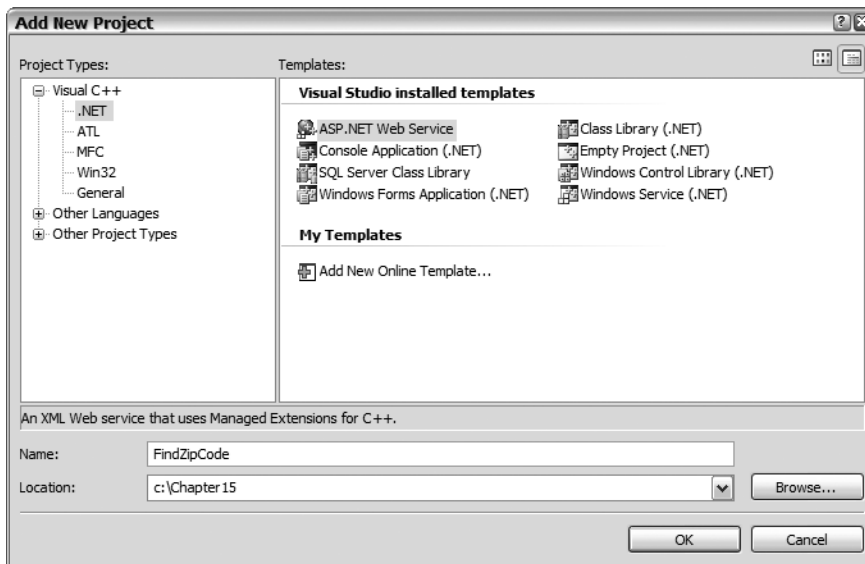 Add New Project
Project Types:
Templates:
Visual C++
.NET
ATL
MFC
Win32
General
Other Languages
Other Project Types
Visual Studio installed templates
ASP.NET Web Service
Class Library (.NET)
Console Application (.NET)
Empty Project (.NET)
SQL Server Class Library
Windows Control Library (.NET)
Windows Forms Application (.NET)
Windows Service (.NET)
My Templates
Add New Online Template...
An XML Web service that uses Managed Extensions for C++.
Name:
FindZipCode
Location:
c:\Chapter15
Browse...
OK
Cancel